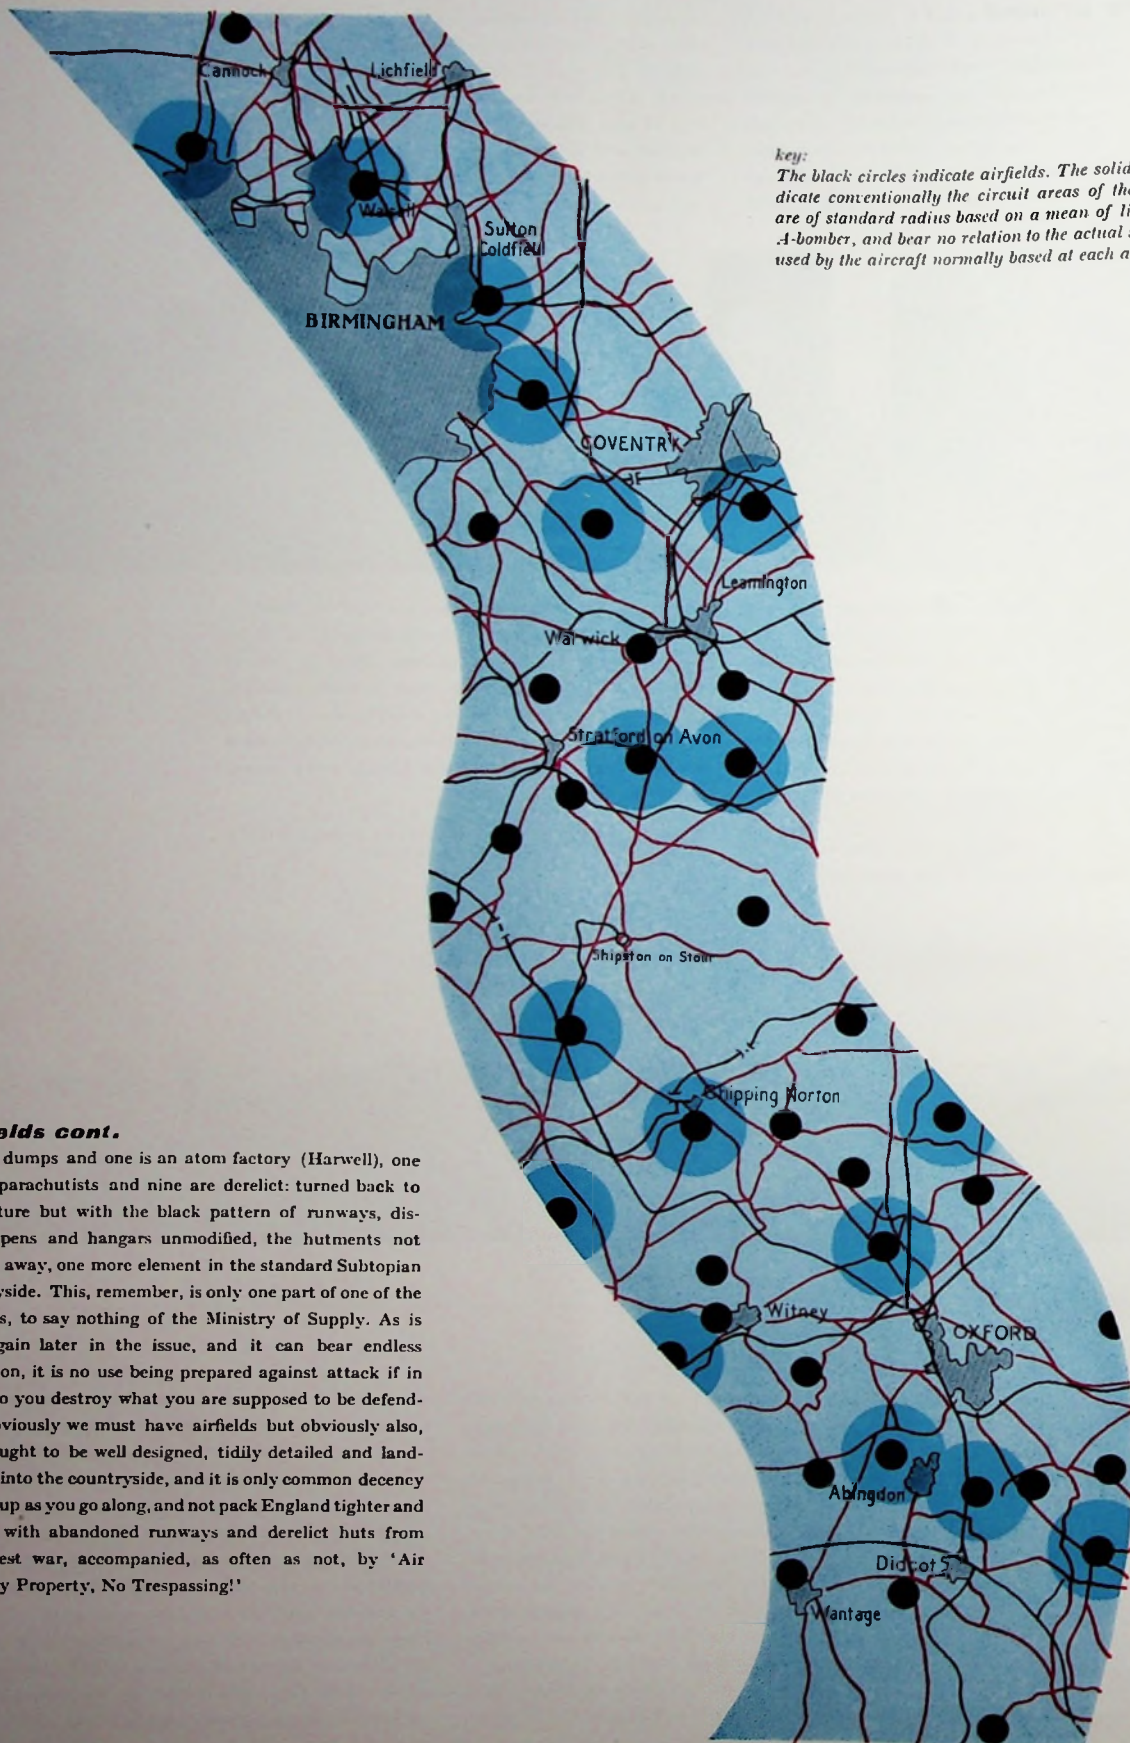 Cannock
Lichfield
Walsall
Sutton
Coldfield
BIRMINGHAM
key:
The black circles indicate airfields. The solid
dicate conventionally the circuit areas of the
are of standard radius based on a mean of li
A-bomber, and bear no relation to the actual
used by the aircraft normally based at each a
COVENTRY
Leamington
Warwick
Stratford on Avon
Shipston on Stour
Chipping Norton
Witney
OXFORD
Abingdon
Didcot
Wantage
elds cont.
dumps and one is an atom factory (Harwell), one
parachutists and nine are derelict: turned back to
ture but with the black pattern of runways, dis-
pens and hangars unmodified, the hutments not
away, one more element in the standard Subtopian
yside. This, remember, is only one part of one of the
s, to say nothing of the Ministry of Supply. As is
gain later in the issue, and it can bear endless
on, it is no use being prepared against attack if in
o you destroy what you are supposed to be defend-
viously we must have airfields but obviously also,
ught to be well designed, tidily detailed and land-
into the countryside, and it is only common decency
up as you go along, and not pack England tighter and
with abandoned runways and derelict huts from
est war, accompanied, as often as not, by 'Air
y Property, No Trespassing!'